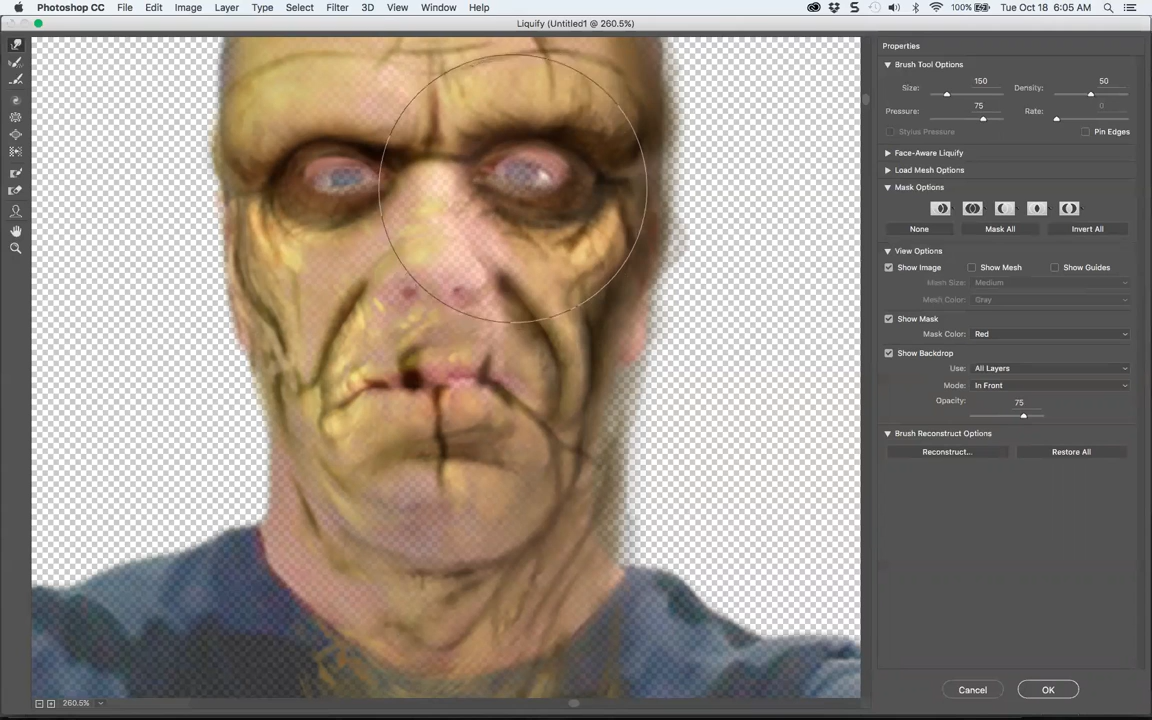 Photoshop CC File Edit Image Layer Type Select Filter 3D View Window Help 100% Tue Oct 18 6:05 AM
Liquify (Untitled1 @ 260.5%)
Properties
Brush Tool Options
Size: 150 Density: 50
Pressure: 75 Rate: 0
Stylus Pressure Pin Edges
Face-Aware Liquify
Load Mesh Options
Mask Options
None Mask All Invert All
View Options
Show Image Show Mesh Show Guides
Mesh Size: Medium
Mesh Color: Gray
Show Mask
Mask Color: Red
Show Backdrop
Use: All Layers
Mode: In Front
Opacity: 75
Brush Reconstruct Options
Reconstruct... Restore All
Cancel OK
260.5%